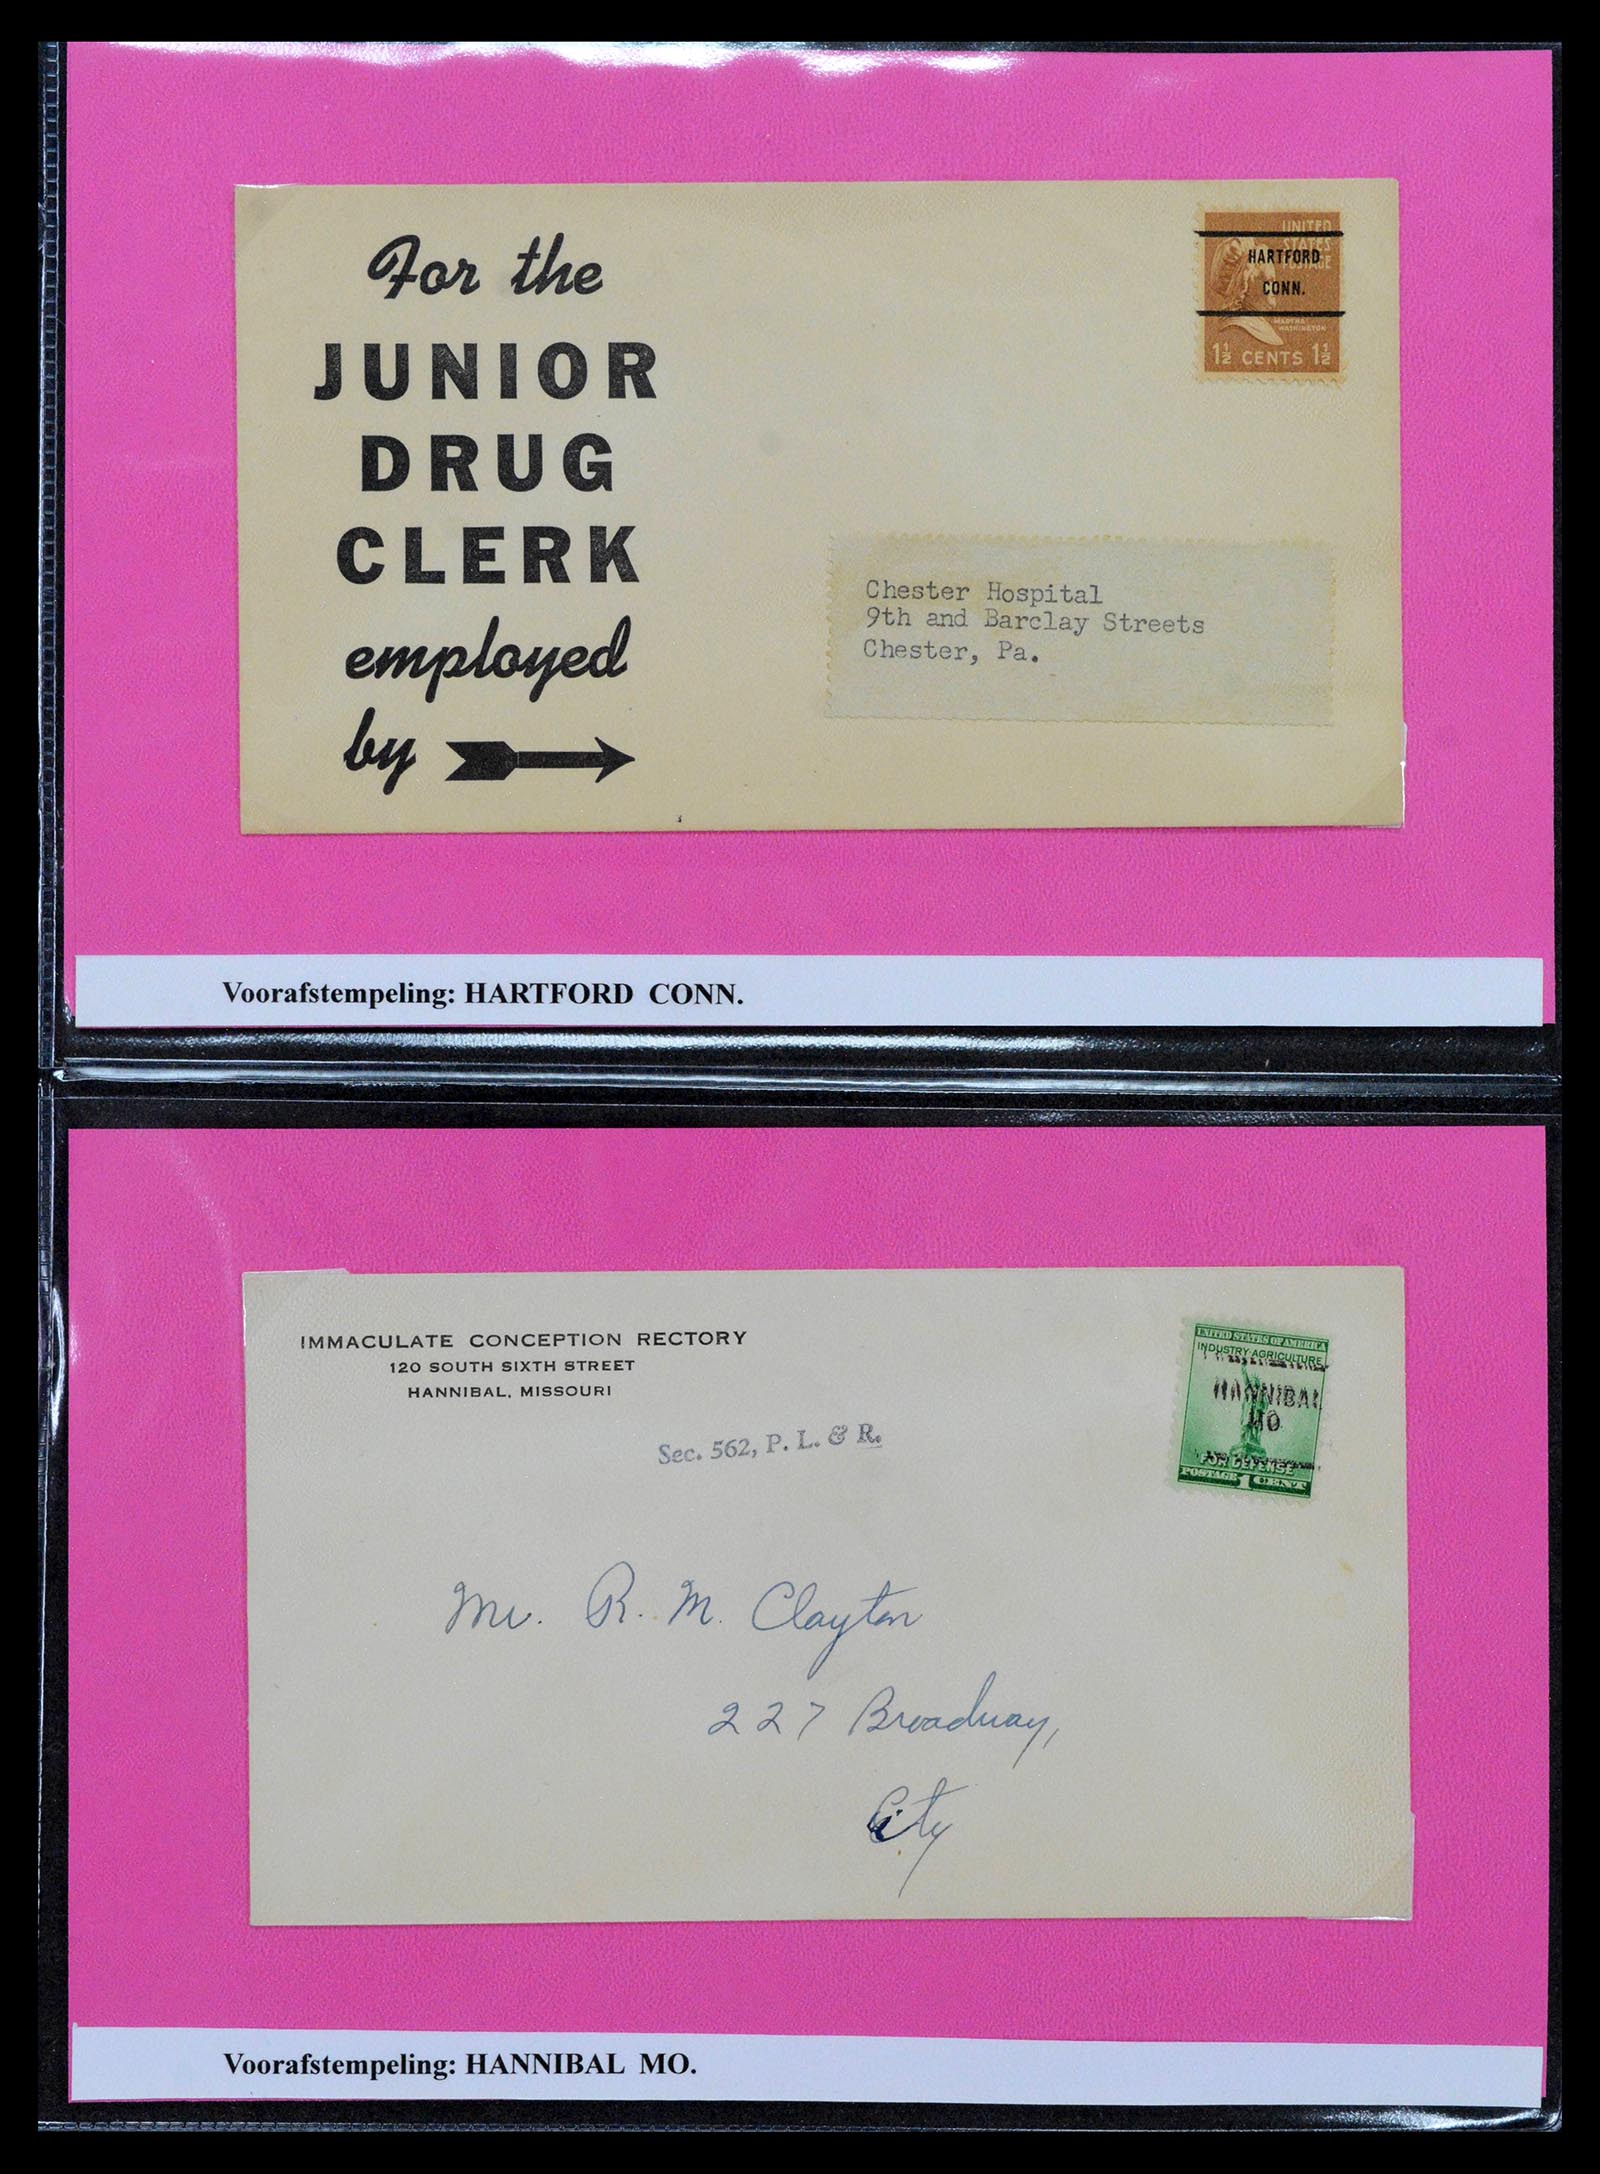 For the
JUNIOR
DRUG
CLERK
employed
by
UNITED
STATES
POSTAGE
HARTFORD
CONN.
MARTHA
WASHINGTON
1½ CENTS 1½
Chester Hospital
9th and Barclay Streets
Chester, Pa.
Voorafstempeling: HARTFORD CONN.
IMMACULATE CONCEPTION RECTORY
120 SOUTH SIXTH STREET
HANNIBAL, MISSOURI
Sec. 562, P. L. & R.
UNITED STATES OF AMERICA
INDUSTRY·AGRICULTURE
HANNIBAL
MO
FOR DEFENSE
POSTAGE 1 CENT
Mr. R. M. Clayton
227 Broadway,
City
Voorafstempeling: HANNIBAL MO.